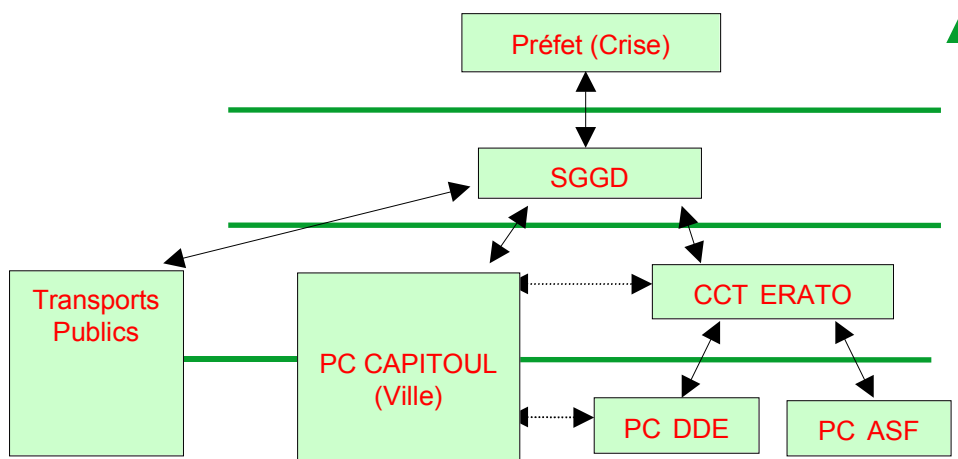 Préfet (Crise)
SGGD
Transports
Publics
CCT ERATO
PC CAPITOUL
(Ville)
PC DDE
PC ASF